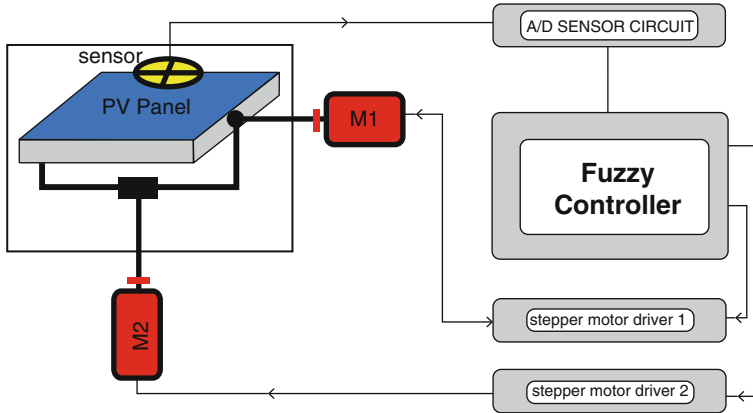 A/D SENSOR CIRCUIT
sensor
PV Panel
M1
Fuzzy
Controller
M2
stepper motor driver 1
stepper motor driver 2